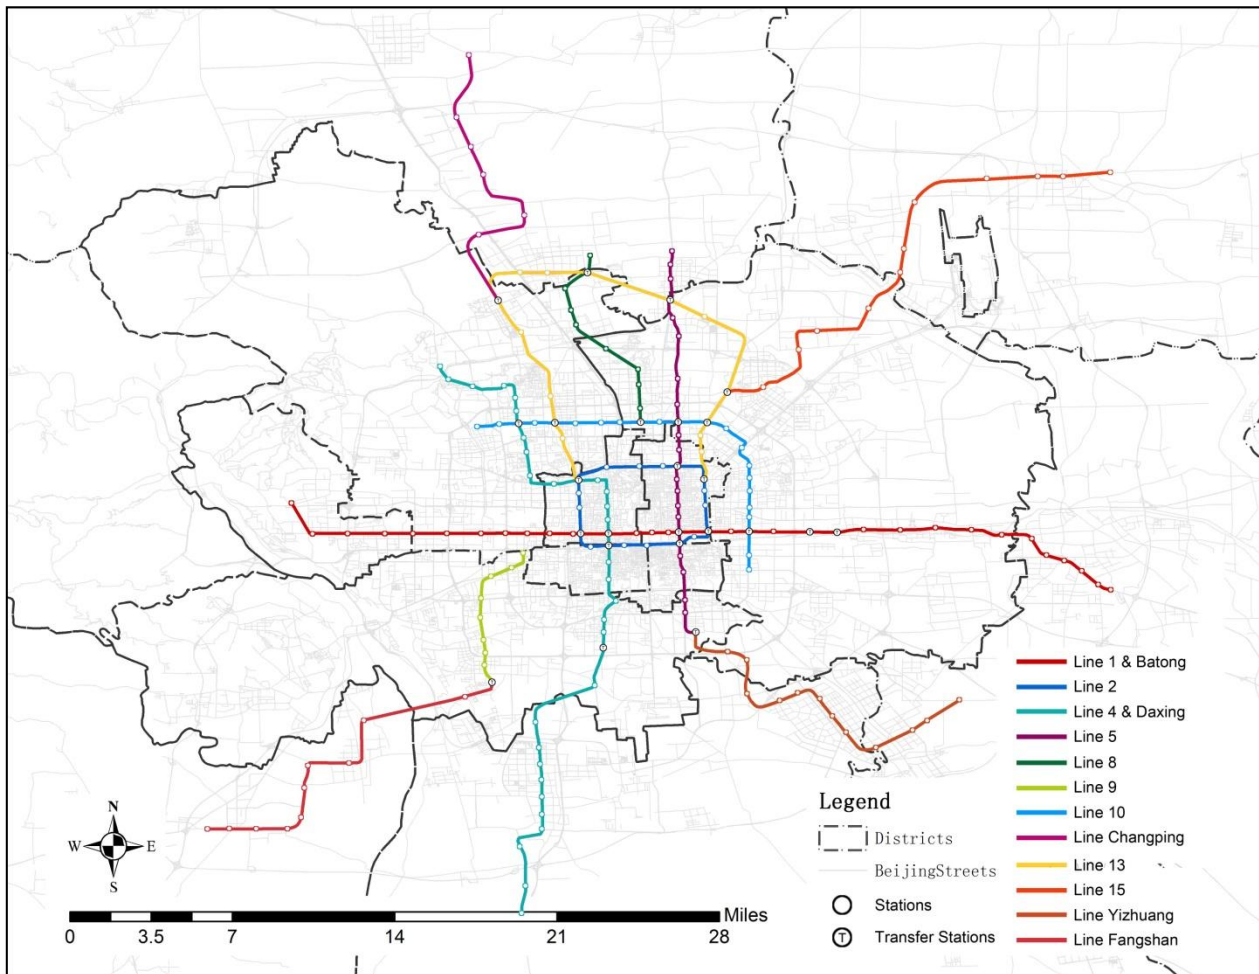 N
W E
S
Miles
0 3.5 7 14 21 28
Legend
Districts
BeijingStreets
Stations
T Transfer Stations
Line 1 & Batong
Line 2
Line 4 & Daxing
Line 5
Line 8
Line 9
Line 10
Line Changping
Line 13
Line 15
Line Yizhuang
Line Fangshan